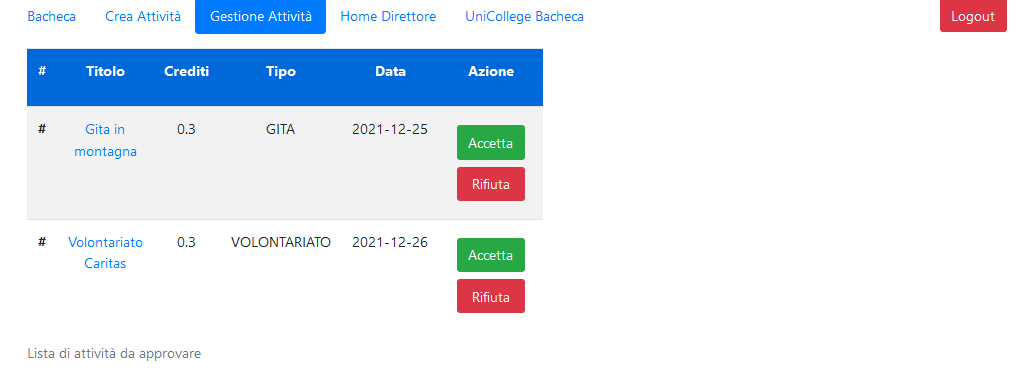 Bacheca Crea Attività Gestione Attività Home Direttore UniCollege Bacheca Logout
# Titolo Crediti Tipo Data Azione
# Gita in montagna 0.3 GITA 2021-12-25 Accetta
Rifiuta
# Volontariato Caritas 0.3 VOLONTARIATO 2021-12-26 Accetta
Rifiuta
Lista di attività da approvare